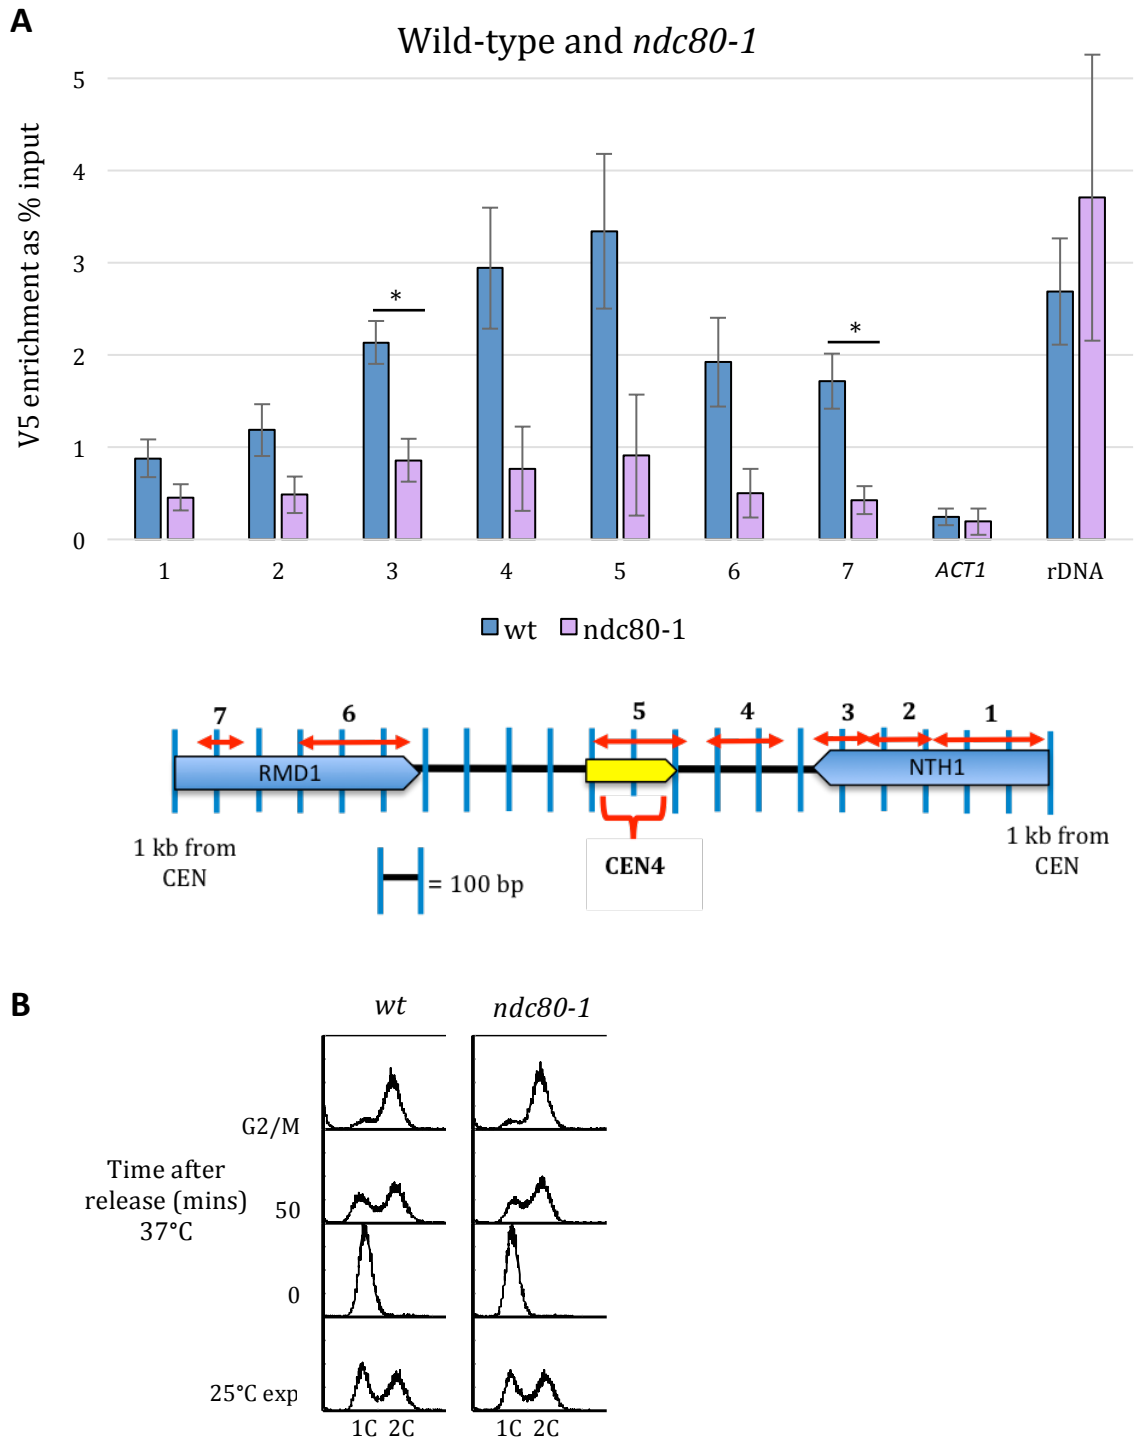 A
Wild-type and ndc80-1
V5 enrichment as % input
5
4
3
2
1
0
*
*
1 2 3 4 5 6 7 ACT1 rDNA
wt ndc80-1
7 6 5 4 3 2 1
RMD1 NTH1
1 kb from
CEN
= 100 bp
CEN4
1 kb from
CEN
B
wt ndc80-1
G2/M
Time after
release (mins)
37°C
50
0
25°C exp
1C 2C 1C 2C